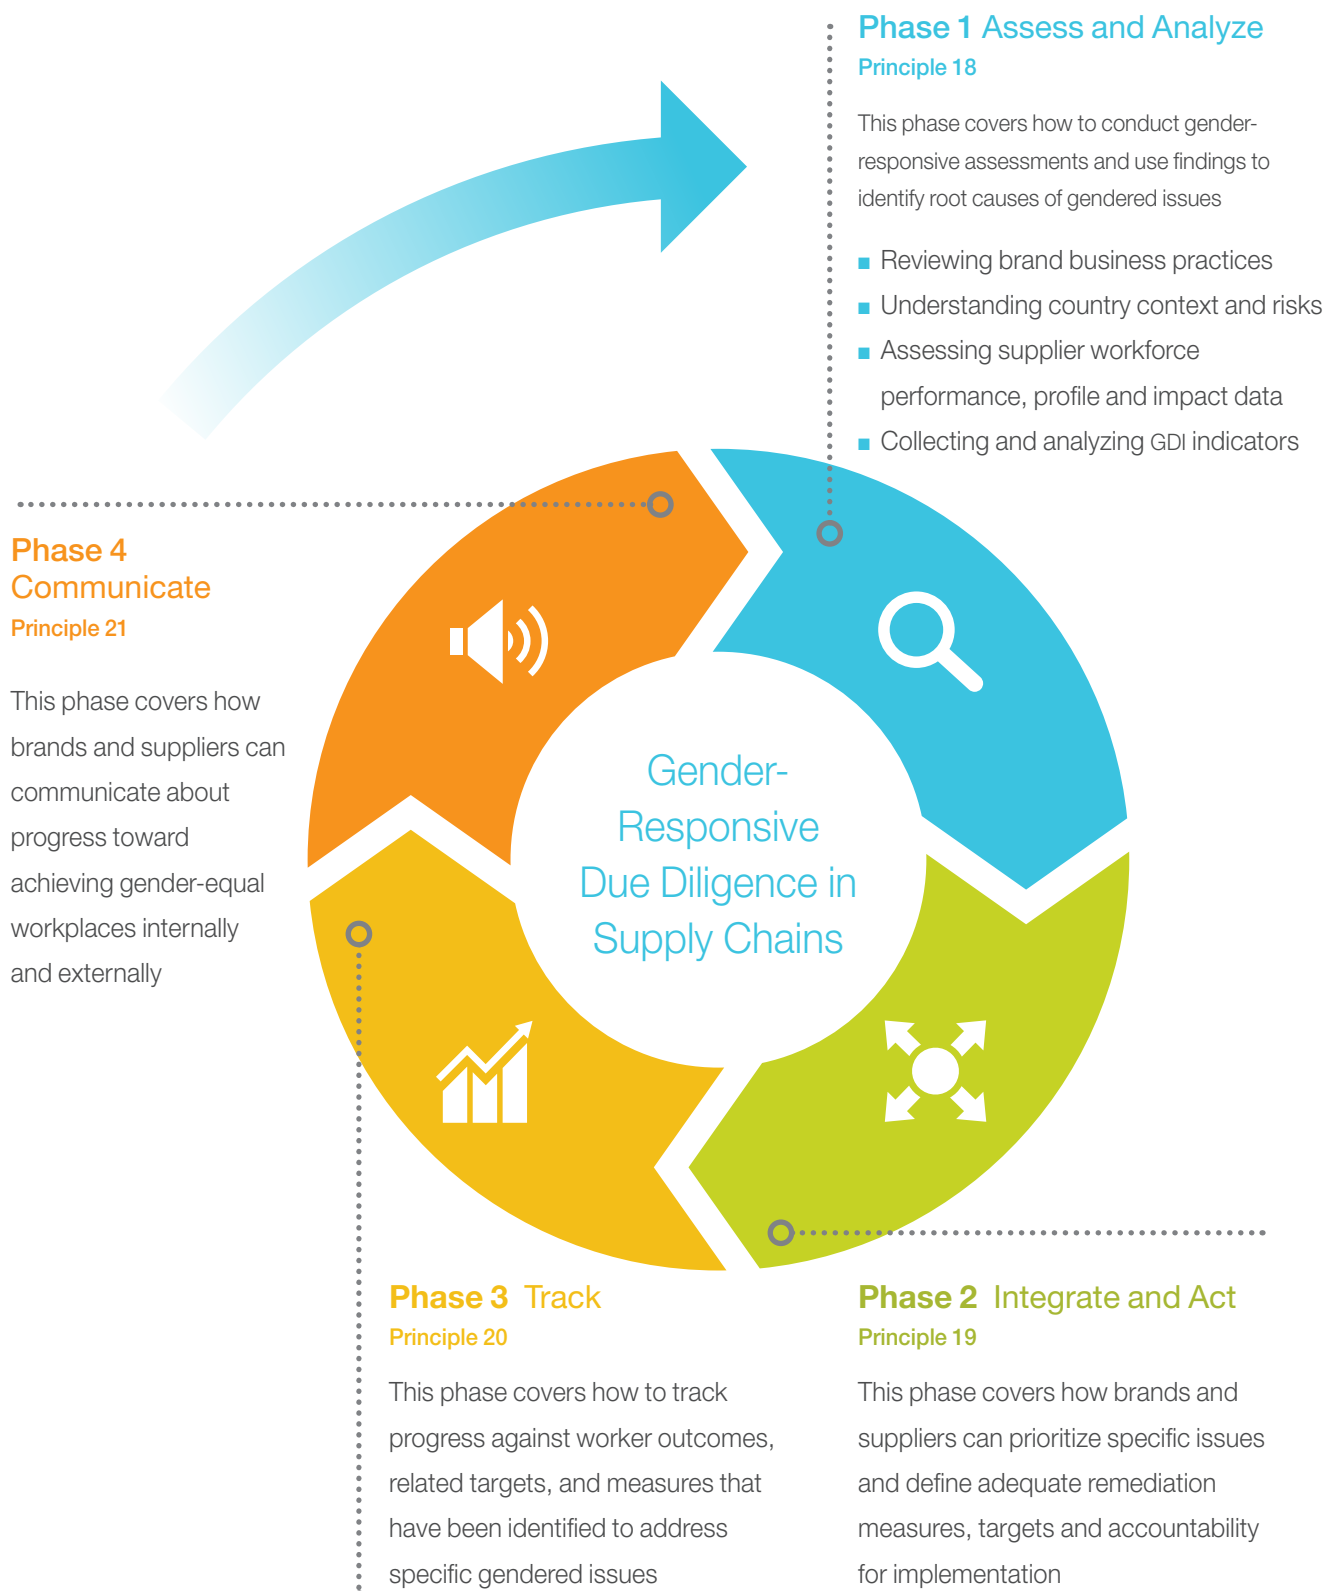 Phase 1 Assess and Analyze
Principle 18
This phase covers how to conduct gender-
responsive assessments and use findings to
identify root causes of gendered issues
Reviewing brand business practices
Understanding country context and risks
Assessing supplier workforce
performance, profile and impact data
Collecting and analyzing GDI indicators
Phase 4
Communicate
Principle 21
This phase covers how
brands and suppliers can
communicate about
progress toward
achieving gender-equal
workplaces internally
and externally
Gender-
Responsive
Due Diligence in
Supply Chains
Phase 3 Track
Principle 20
This phase covers how to track
progress against worker outcomes,
related targets, and measures that
have been identified to address
specific gendered issues
Phase 2 Integrate and Act
Principle 19
This phase covers how brands and
suppliers can prioritize specific issues
and define adequate remediation
measures, targets and accountability
for implementation